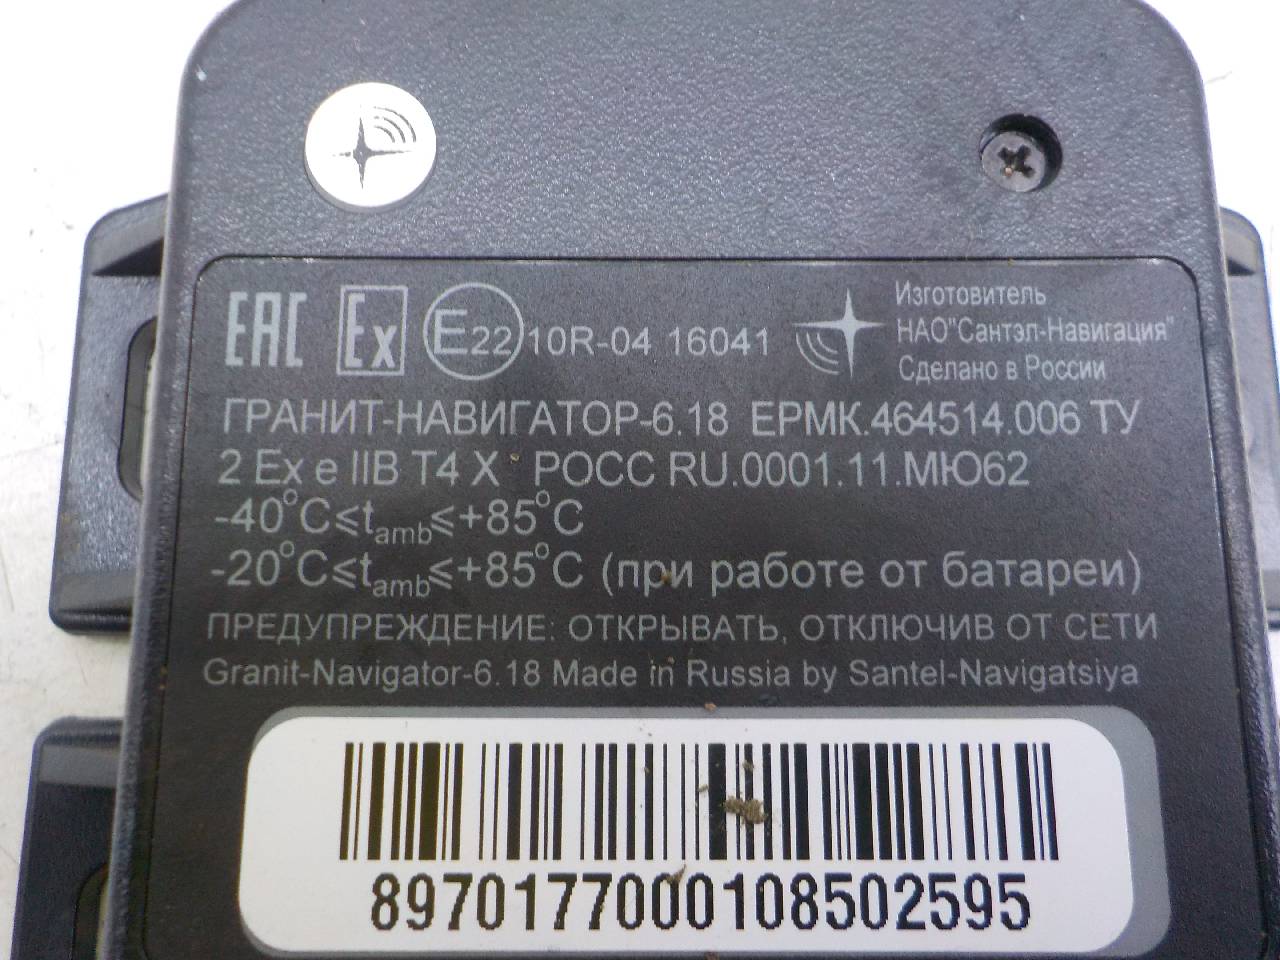 EAC Ex E22 10R-04 16041
Изготовитель
НАО"Сантэл-Навигация"
Сделано в России
ГРАНИТ-НАВИГАТОР-6.18 ЕРМК.464514.006 ТУ
2 Ex e IIB T4 X РОСС RU.0001.11.МЮ62
-40°C≤tamb≤+85°C
-20°C≤tamb≤+85°C (при работе от батареи)
ПРЕДУПРЕЖДЕНИЕ: ОТКРЫВАТЬ, ОТКЛЮЧИВ ОТ СЕТИ
Granit-Navigator-6.18 Made in Russia by Santel-Navigatsiya
8970177000108502595